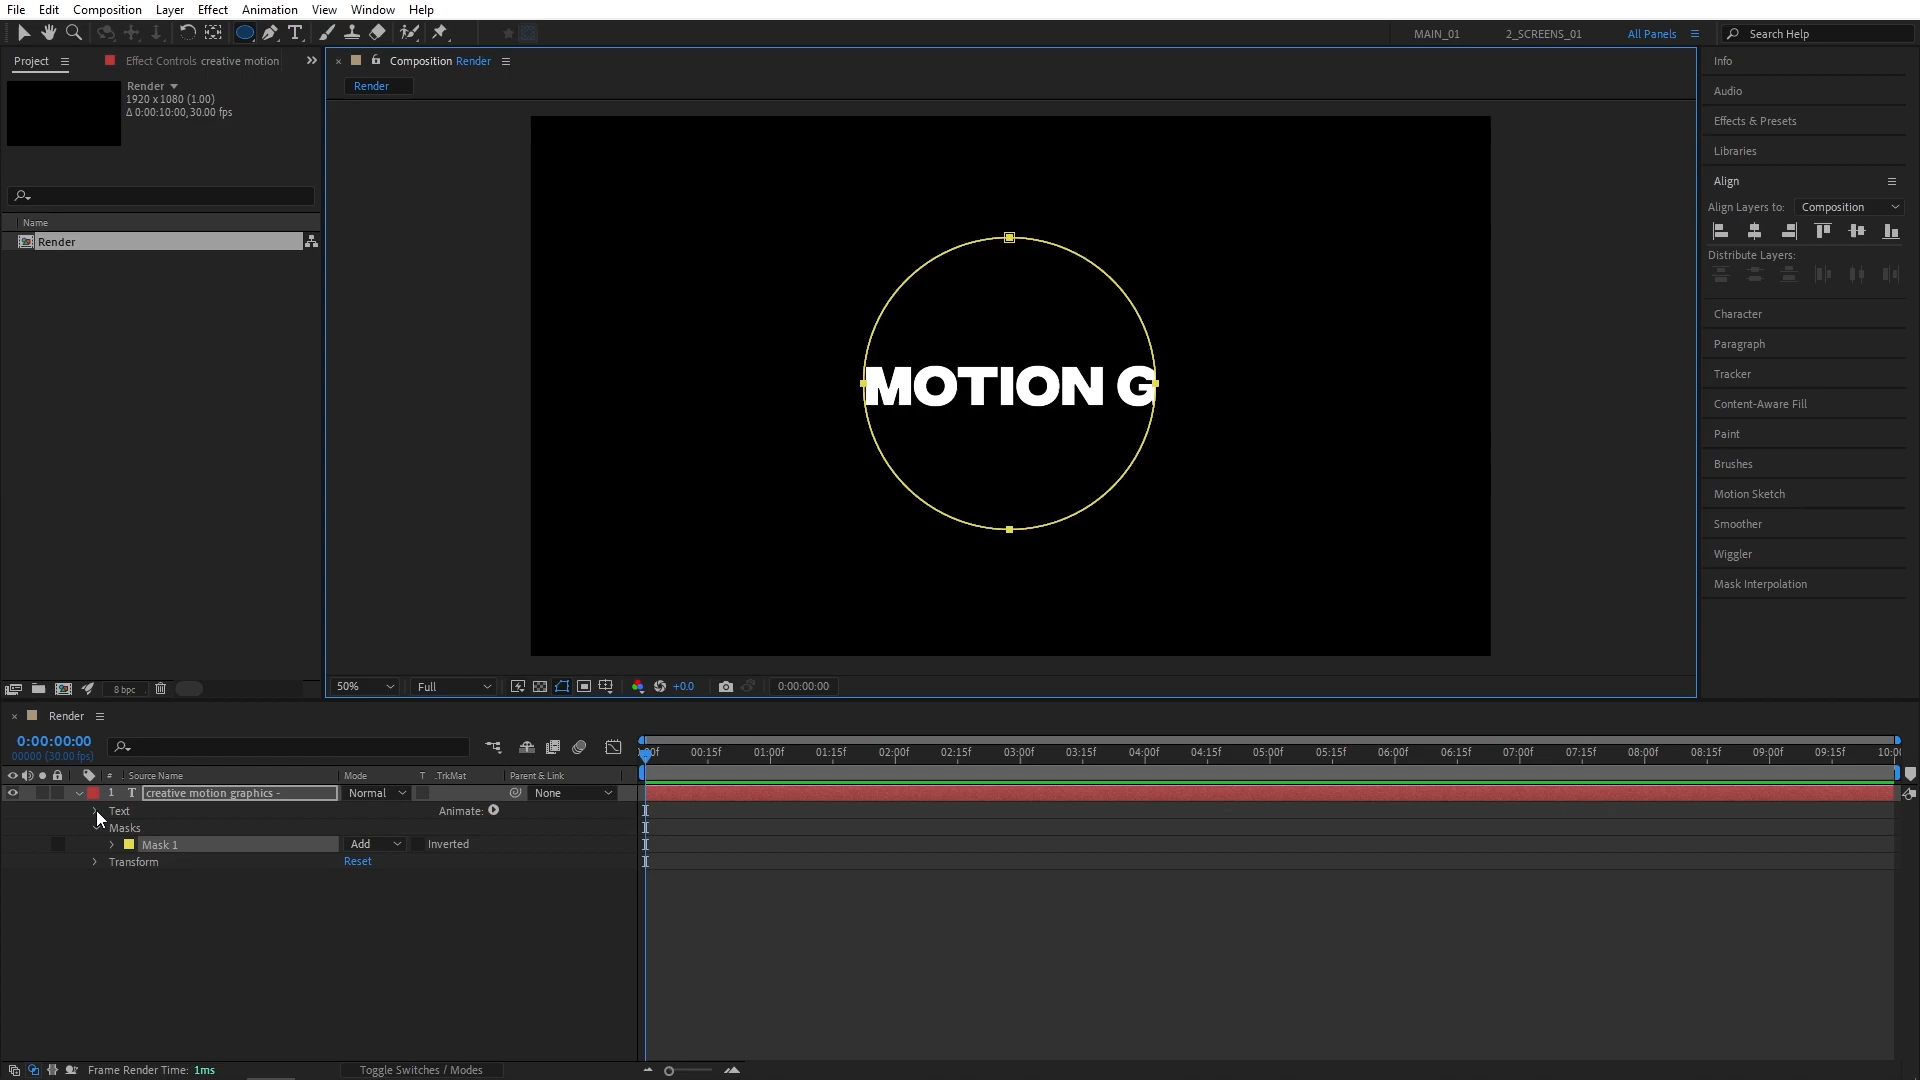 File Edit Composition Layer Effect Animation View Window Help
MAIN_01 2_SCREENS_01 All Panels Search Help
Project Effect Controls creative motion
Composition Render
Render
Render
1920 x 1080 (1.00)
Δ 0:00:10:00, 30.00 fps
Name
Render
MOTION G
Info
Audio
Effects & Presets
Libraries
Align
Align Layers to: Composition
Distribute Layers:
Character
Paragraph
Tracker
Content-Aware Fill
Paint
Brushes
Motion Sketch
Smoother
Wiggler
Mask Interpolation
8 bpc
50% Full +0.0 0:00:00:00
Render
0:00:00:00
00000 (30.00 fps)
00:15f 01:00f 01:15f 02:00f 02:15f 03:00f 03:15f 04:00f 04:15f 05:00f 05:15f 06:00f 06:15f 07:00f 07:15f 08:00f 08:15f 09:00f 09:15f 10:00
# Source Name Mode T .TrkMat Parent & Link
1 T creative motion graphics - Normal None
Text Animate:
Masks
Mask 1 Add Inverted
Transform Reset
Frame Render Time: 1ms Toggle Switches / Modes